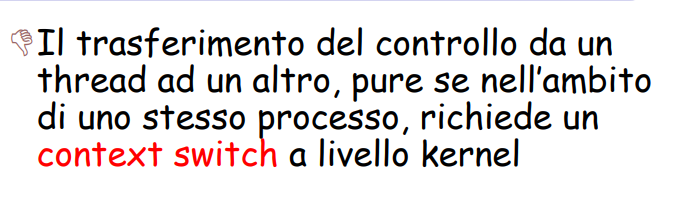 Il trasferimento del controllo da un
thread ad un altro, pure se nell'ambito
di uno stesso processo, richiede un
context switch a livello kernel